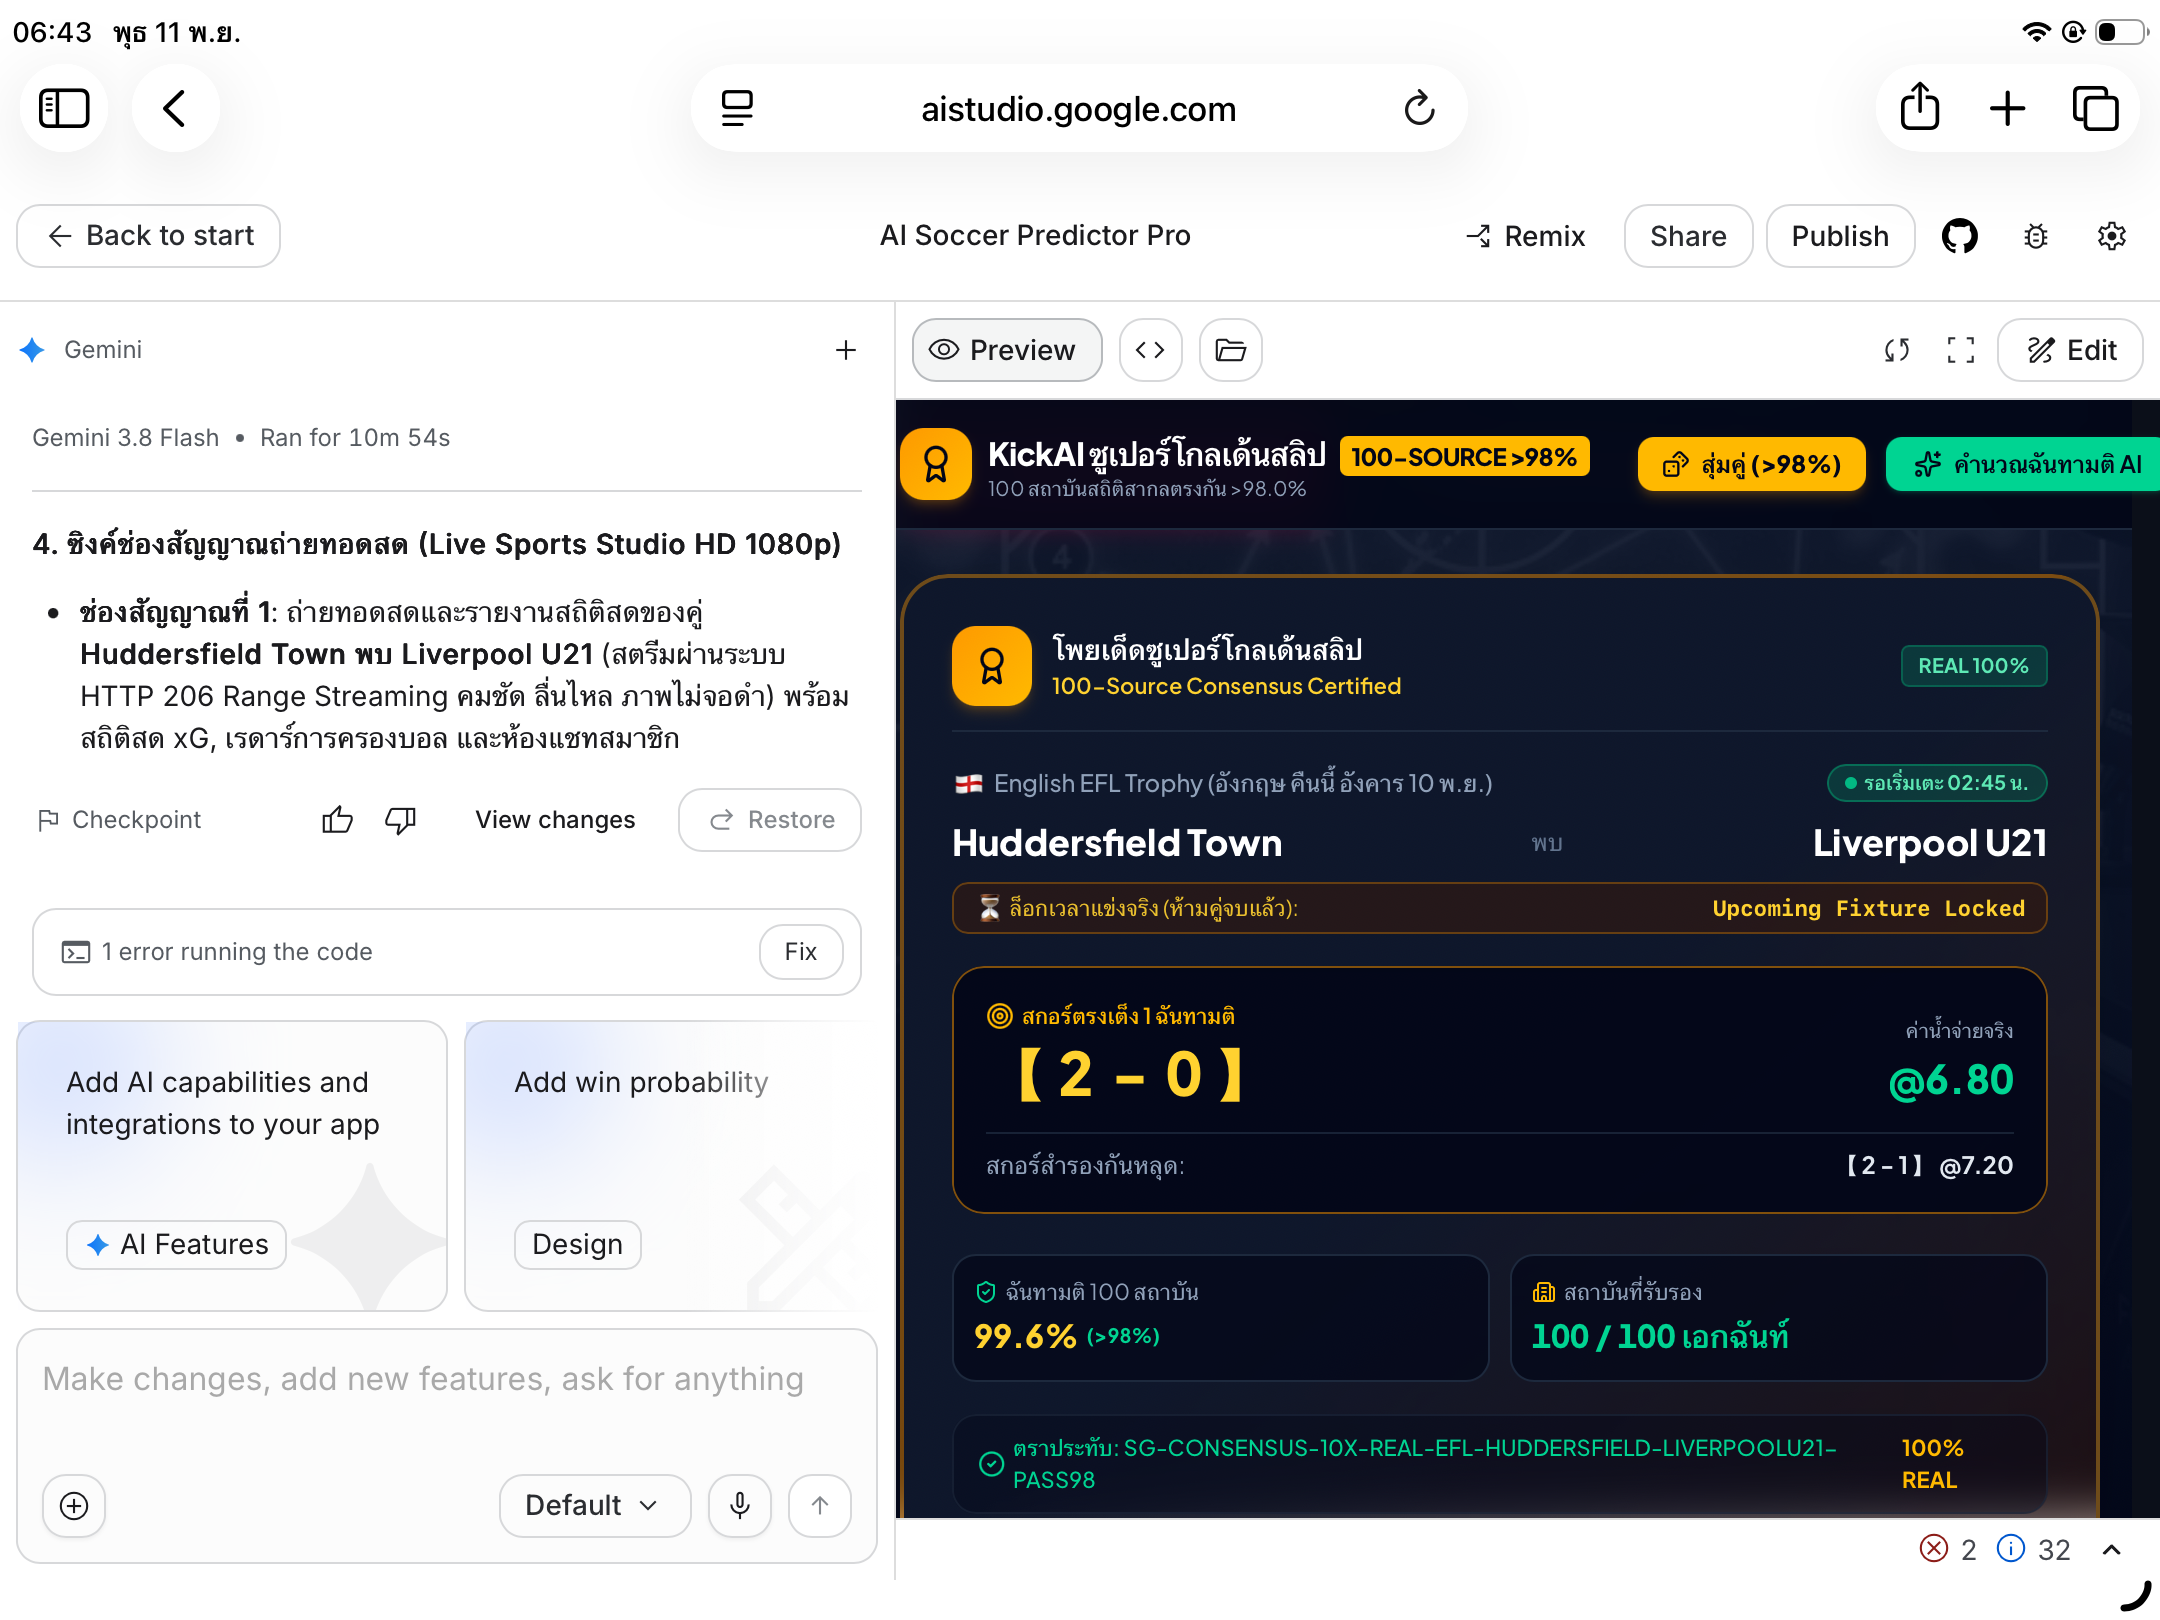 06:43 พุธ 11 พ.ย.
aistudio.google.com
Back to start
AI Soccer Predictor Pro
Remix
Share
Publish
Gemini
Gemini 3.8 Flash • Ran for 10m 54s
4. ซิงค์ช่องสัญญาณถ่ายทอดสด (Live Sports Studio HD 1080p)
• ช่องสัญญาณที่ 1: ถ่ายทอดสดและรายงานสถิติสดของคู่
Huddersfield Town พบ Liverpool U21 (สตรีมผ่านระบบ
HTTP 206 Range Streaming คมชัด ลื่นไหล ภาพไม่จอดำ) พร้อม
สถิติสด xG, เรดาร์การครองบอล และห้องแชทสมาชิก
Checkpoint
View changes
Restore
1 error running the code
Fix
Add AI capabilities and
integrations to your app
AI Features
Add win probability
Design
Make changes, add new features, ask for anything
Default
Preview
Edit
KickAI ซูเปอร์โกลเด้นสลิป
100-SOURCE >98%
100 สถาบันสถิติสากลตรงกัน >98.0%
สุ่มคู่ (>98%)
คำนวณฉันทามติ AI
4
โพยเด็ดซูเปอร์โกลเด้นสลิป
100-Source Consensus Certified
REAL 100%
English EFL Trophy (อังกฤษ คืนนี้ อังคาร 10 พ.ย.)
รอเริ่มเตะ 02:45 น.
Huddersfield Town
พบ
Liverpool U21
ล็อกเวลาแข่งจริง (ห้ามคู่จบแล้ว):
Upcoming Fixture Locked
สกอร์ตรงเต็ง 1 ฉันทามติ
【 2 - 0 】
ค่าน้ำจ่ายจริง
@6.80
สกอร์สำรองกันหลุด:
【 2 - 1 】 @7.20
ฉันทามติ 100 สถาบัน
99.6% (>98%)
สถาบันที่รับรอง
100 / 100 เอกฉันท์
ตราประทับ: SG-CONSENSUS-10X-REAL-EFL-HUDDERSFIELD-LIVERPOOLU21-
PASS98
100%
REAL
2
32